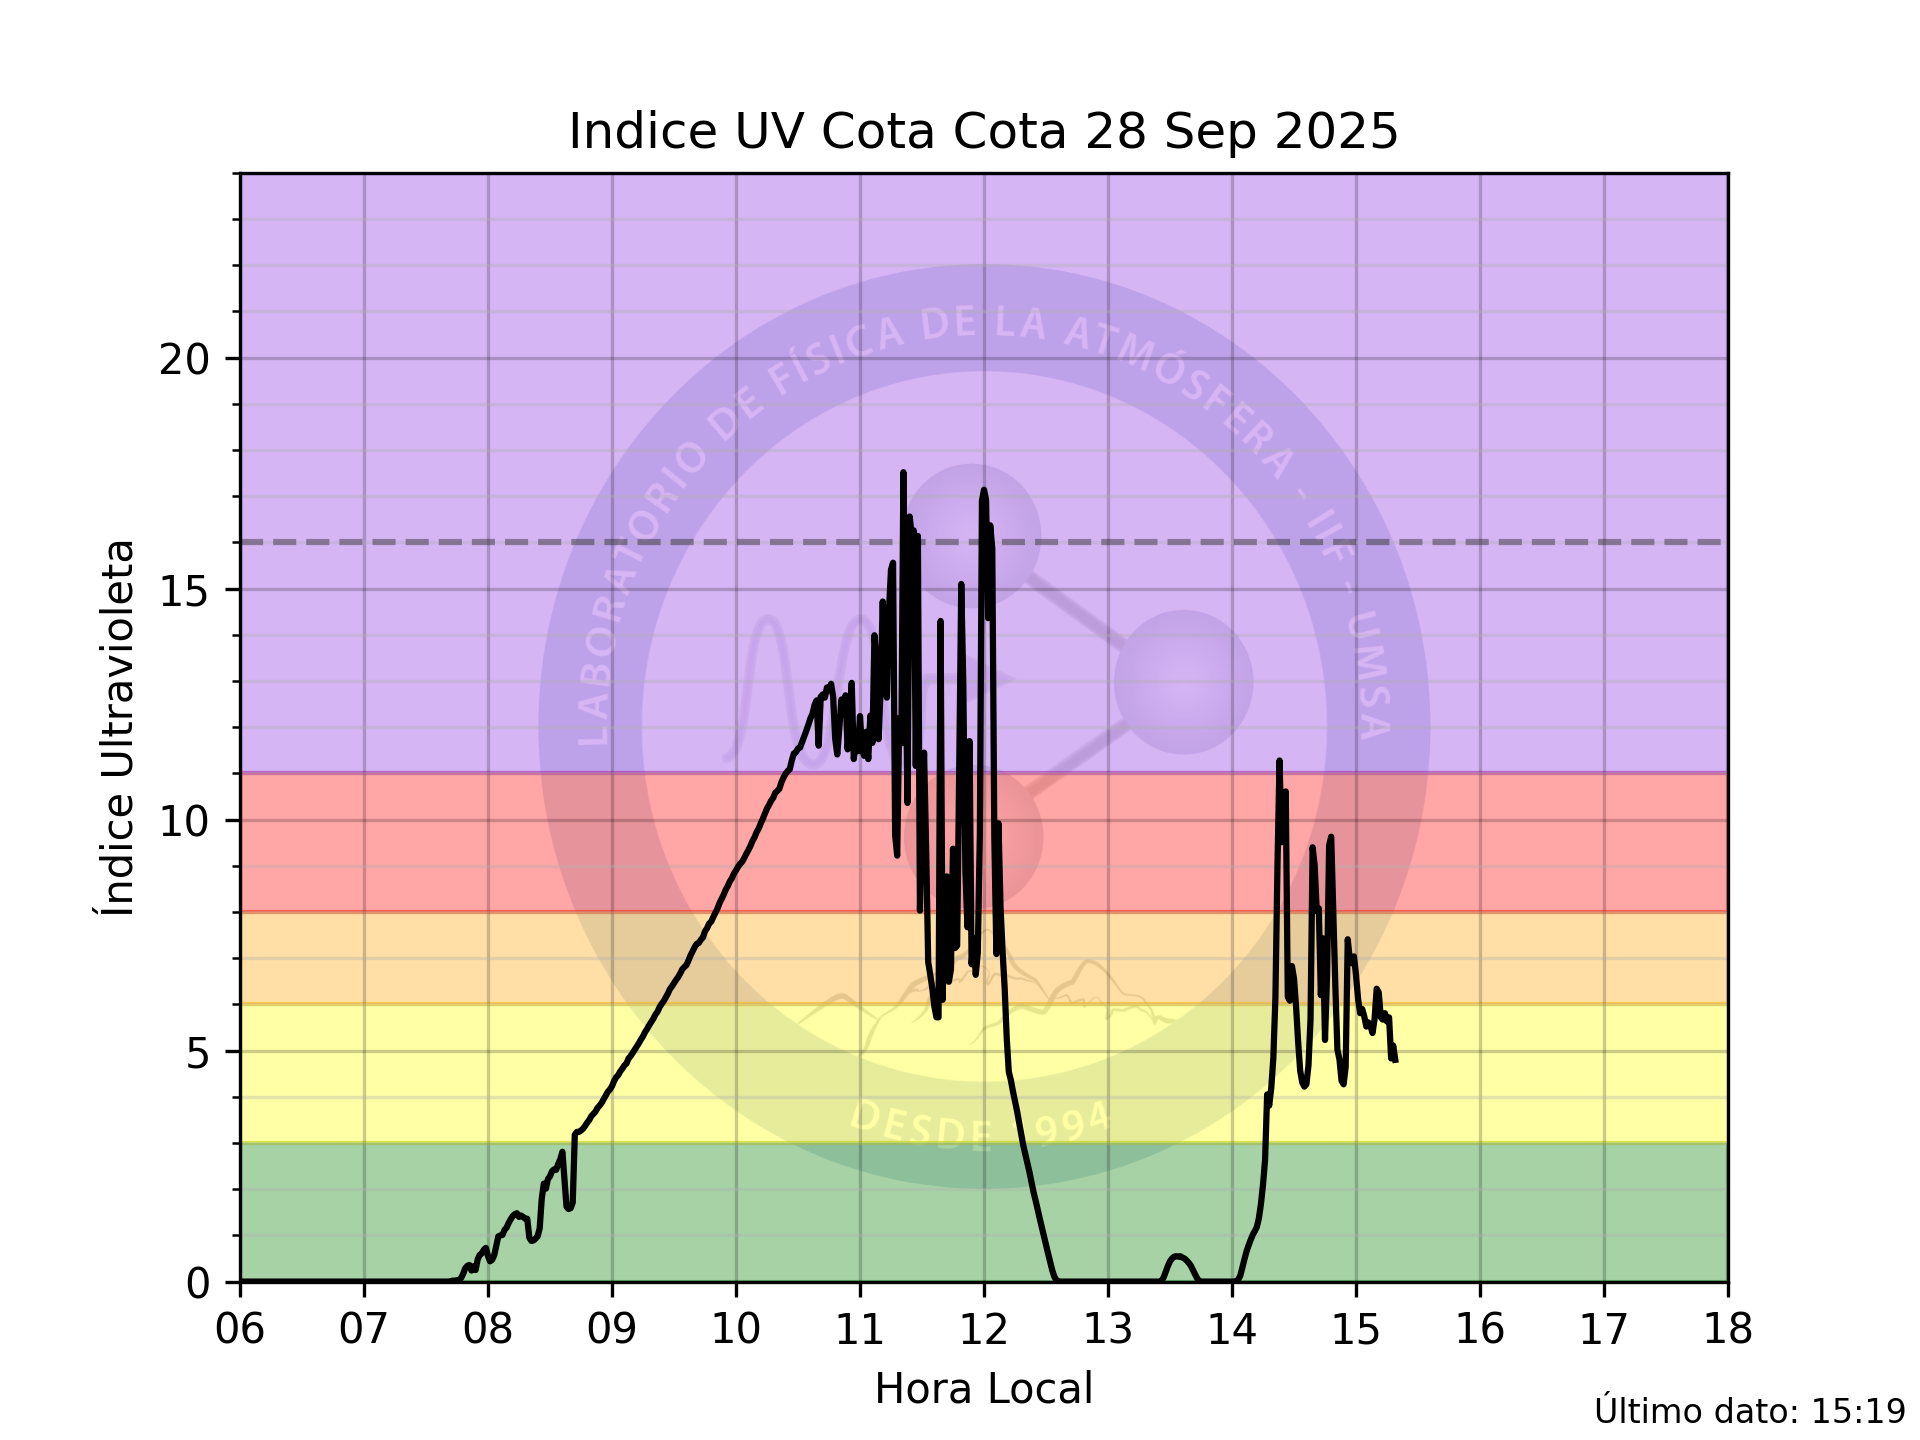 Indice UV Cota Cota 28 Sep 2025
LABORATORIO DE FÍSICA DE LA ATMÓSFERA - IIF - UMSA
DESDE 1994
Índice Ultravioleta
20
15
10
5
0
06 07 08 09 10 11 12 13 14 15 16 17 18
Hora Local
Último dato: 15:19